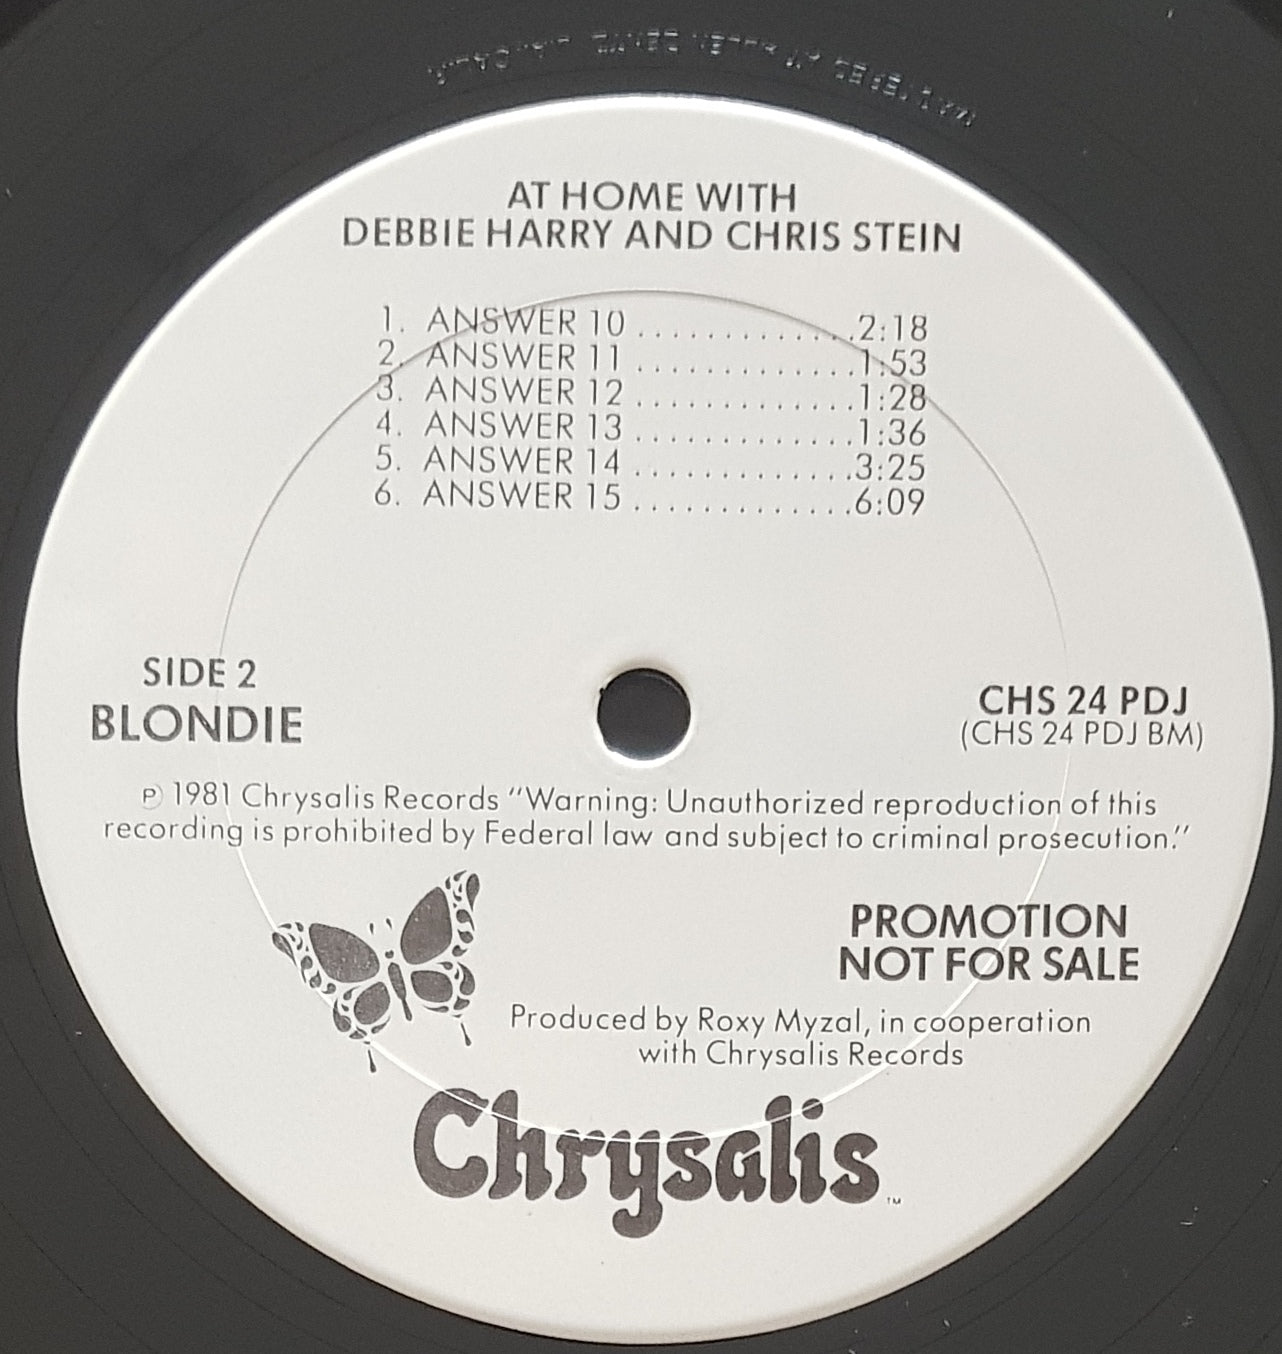 AT HOME WITH
DEBBIE HARRY AND CHRIS STEIN
1. ANSWER 10 .............2:18
2. ANSWER 11 .............1:53
3. ANSWER 12 .............1:28
4. ANSWER 13 .............1:36
5. ANSWER 14 .............3:25
6. ANSWER 15 .............6:09
SIDE 2
BLONDIE
CHS 24 PDJ
(CHS 24 PDJ BM)
℗ 1981 Chrysalis Records “Warning: Unauthorized reproduction of this
recording is prohibited by Federal law and subject to criminal prosecution.”
PROMOTION
NOT FOR SALE
Produced by Roxy Myzal, in cooperation
with Chrysalis Records
Chrysalis™